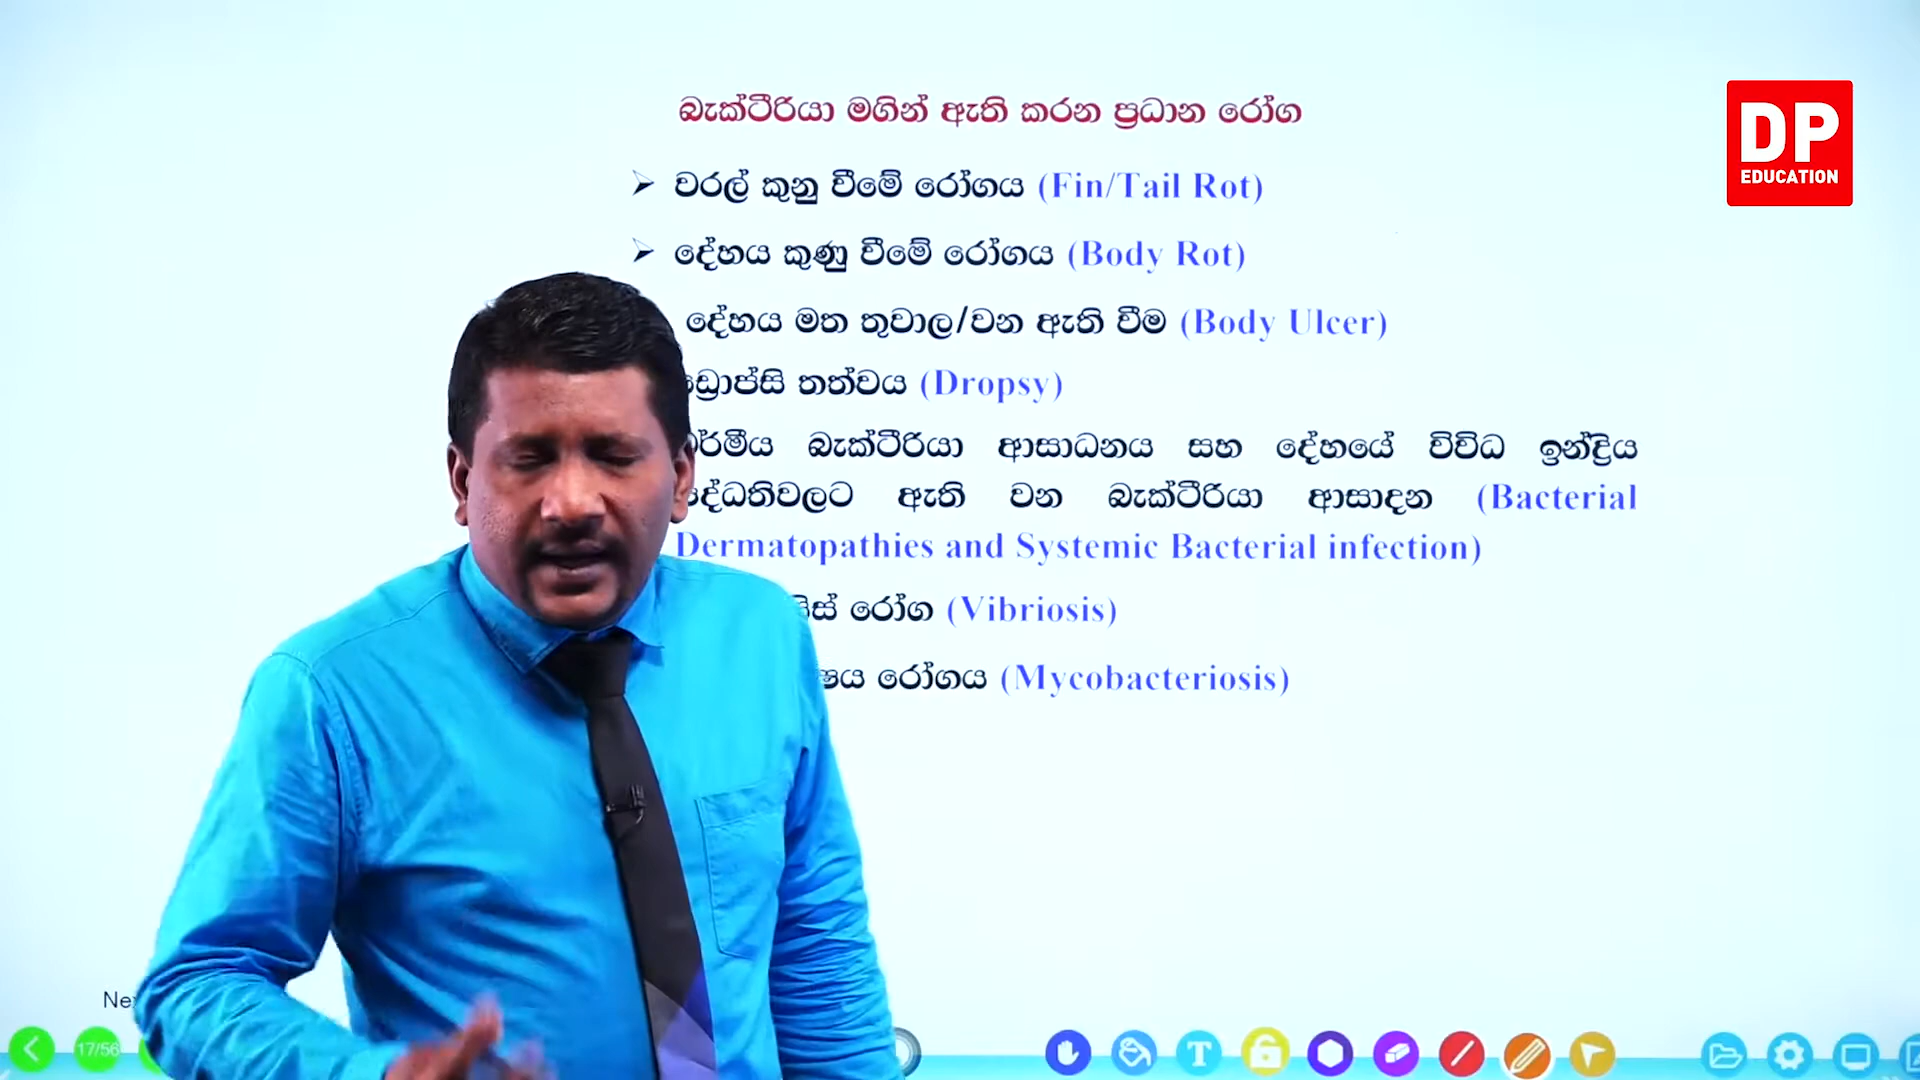 බැක්ටීරියා මගින් ඇති කරන ප්‍රධාන රෝග
DP
EDUCATION
වරල් කුනු වීමේ රෝගය (Fin/Tail Rot)
දේහය කුණු වීමේ රෝගය (Body Rot)
දේහය මත තුවාල/වන ඇති වීම (Body Ulcer)
තත්වය (Dropsy)
බැක්ටීරියා ආසාධනය සහ දේහයේ විවිධ ඉන්ද්‍රිය
ඇති වන බැක්ටීරියා ආසාදන (Bacterial
Dermatopathies and Systemic Bacterial infection)
රෝග (Vibriosis)
රෝගය (Mycobacteriosis)
17/56
T